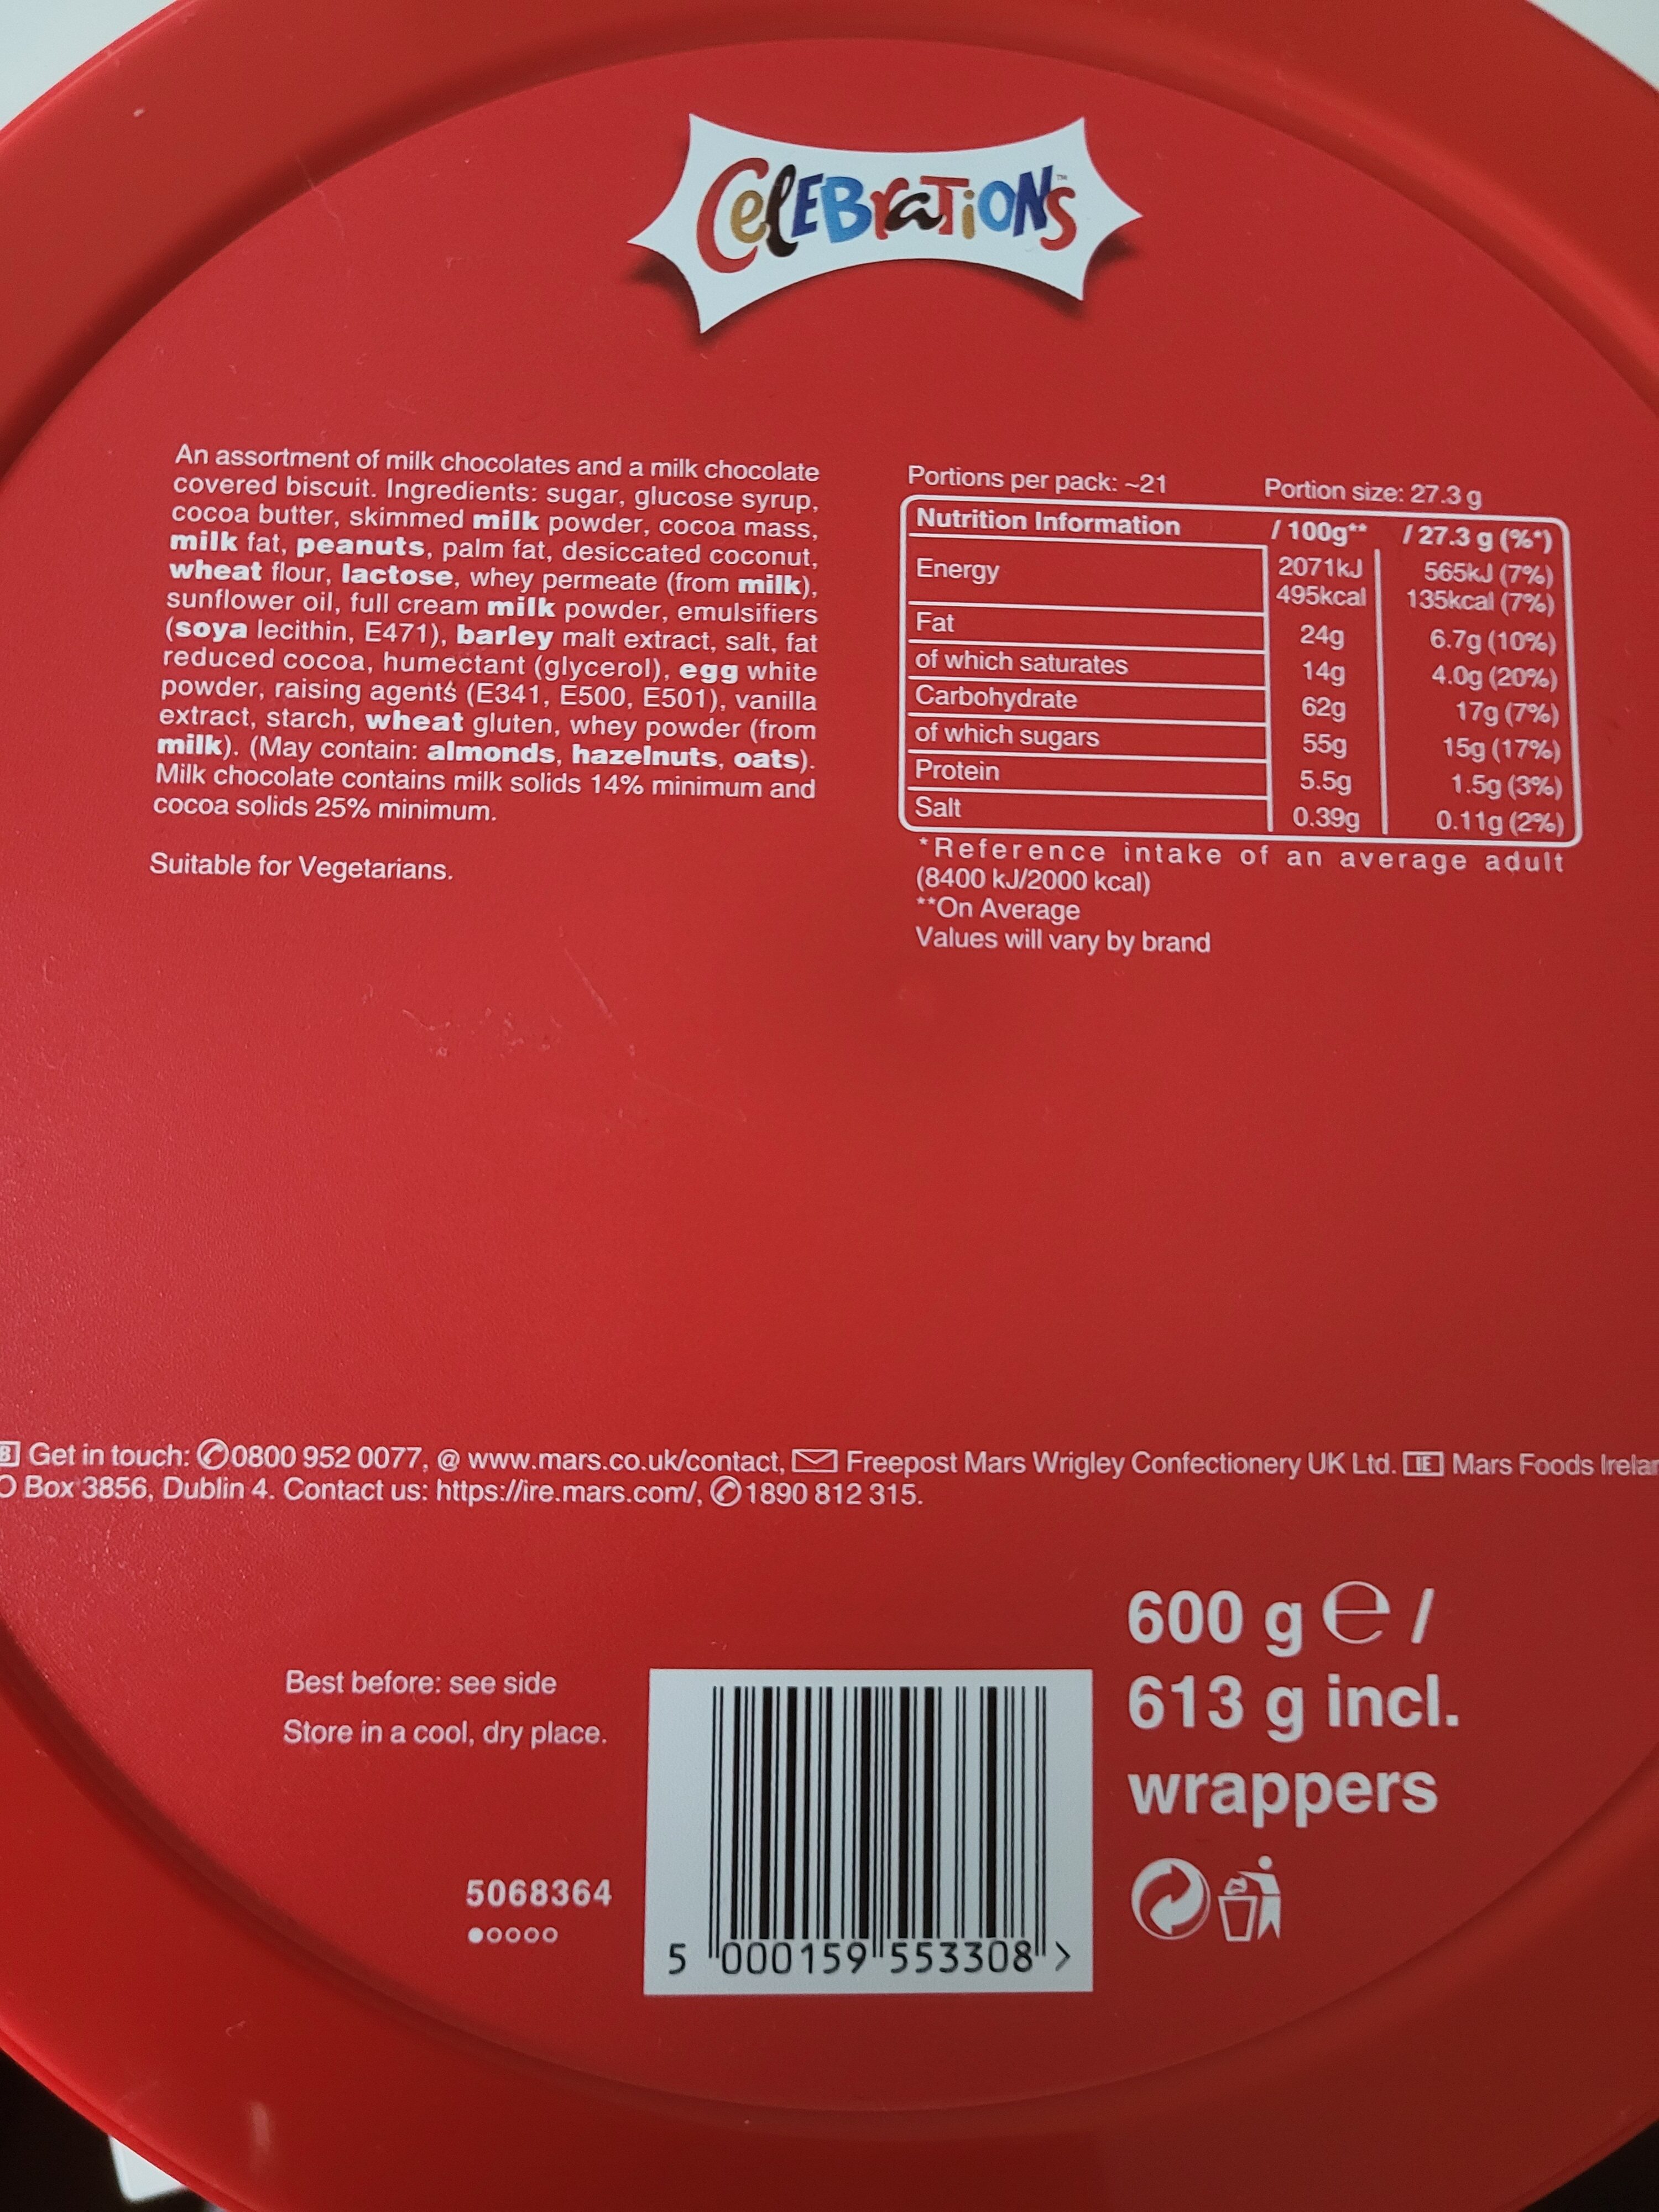 CELEBRATIONS™
An assortment of milk chocolates and a milk chocolate
covered biscuit. Ingredients: sugar, glucose syrup,
cocoa butter, skimmed milk powder, cocoa mass,
milk fat, peanuts, palm fat, desiccated coconut,
wheat flour, lactose, whey permeate (from milk),
sunflower oil, full cream milk powder, emulsifiers
(soya lecithin, E471), barley malt extract, salt, fat
reduced cocoa, humectant (glycerol), egg white
powder, raising agents (E341, E500, E501), vanilla
extract, starch, wheat gluten, whey powder (from
milk). (May contain: almonds, hazelnuts, oats).
Milk chocolate contains milk solids 14% minimum and
cocoa solids 25% minimum.
Suitable for Vegetarians.
Portions per pack: ~21 Portion size: 27.3 g
Nutrition Information / 100g** / 27.3 g (%*)
Energy 2071kJ 565kJ (7%)
495kcal 135kcal (7%)
Fat 24g 6.7g (10%)
of which saturates 14g 4.0g (20%)
Carbohydrate 62g 17g (7%)
of which sugars 55g 15g (17%)
Protein 5.5g 1.5g (3%)
Salt 0.39g 0.11g (2%)
*Reference intake of an average adult
(8400 kJ/2000 kcal)
**On Average
Values will vary by brand
Get in touch: 0800 952 0077, @ www.mars.co.uk/contact, Freepost Mars Wrigley Confectionery UK Ltd. IE Mars Foods
Box 3856, Dublin 4. Contact us: https://ire.mars.com/, 1890 812 315.
600 g e /
613 g incl.
wrappers
Best before: see side
Store in a cool, dry place.
5068364
5 000159 553308 >